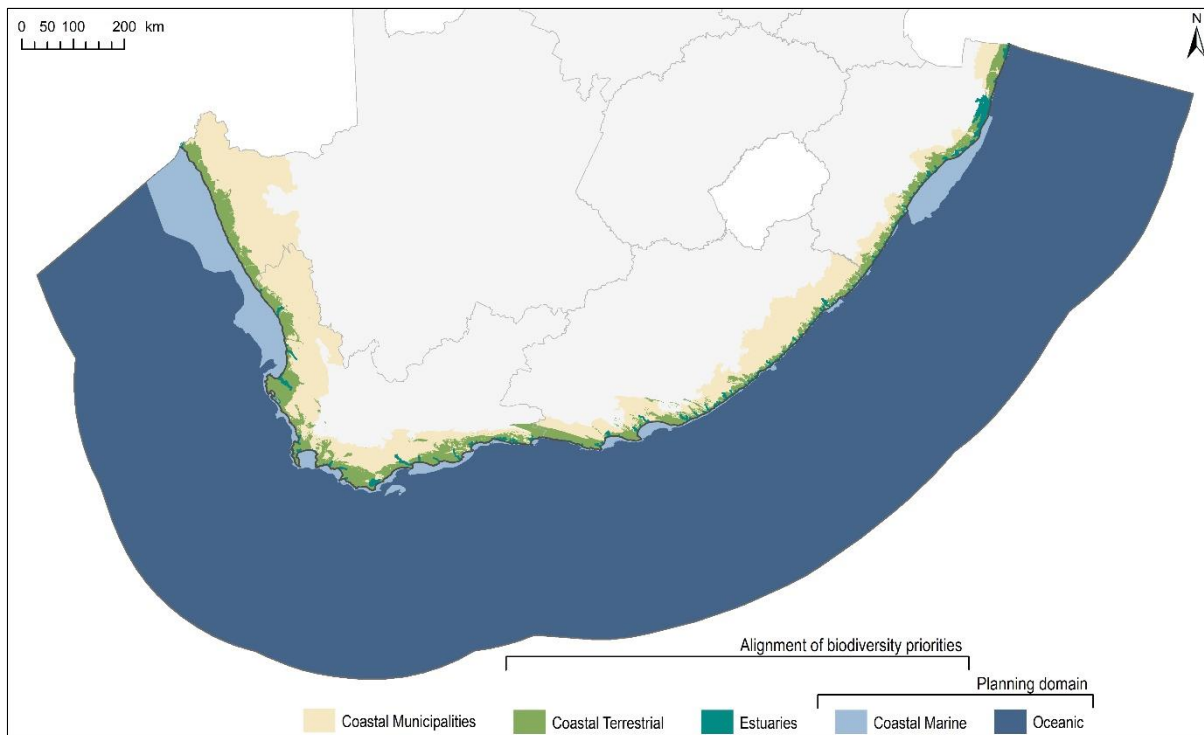 0 50 100 200 km
N
Alignment of biodiversity priorities
Planning domain
Coastal Municipalities Coastal Terrestrial Estuaries Coastal Marine Oceanic